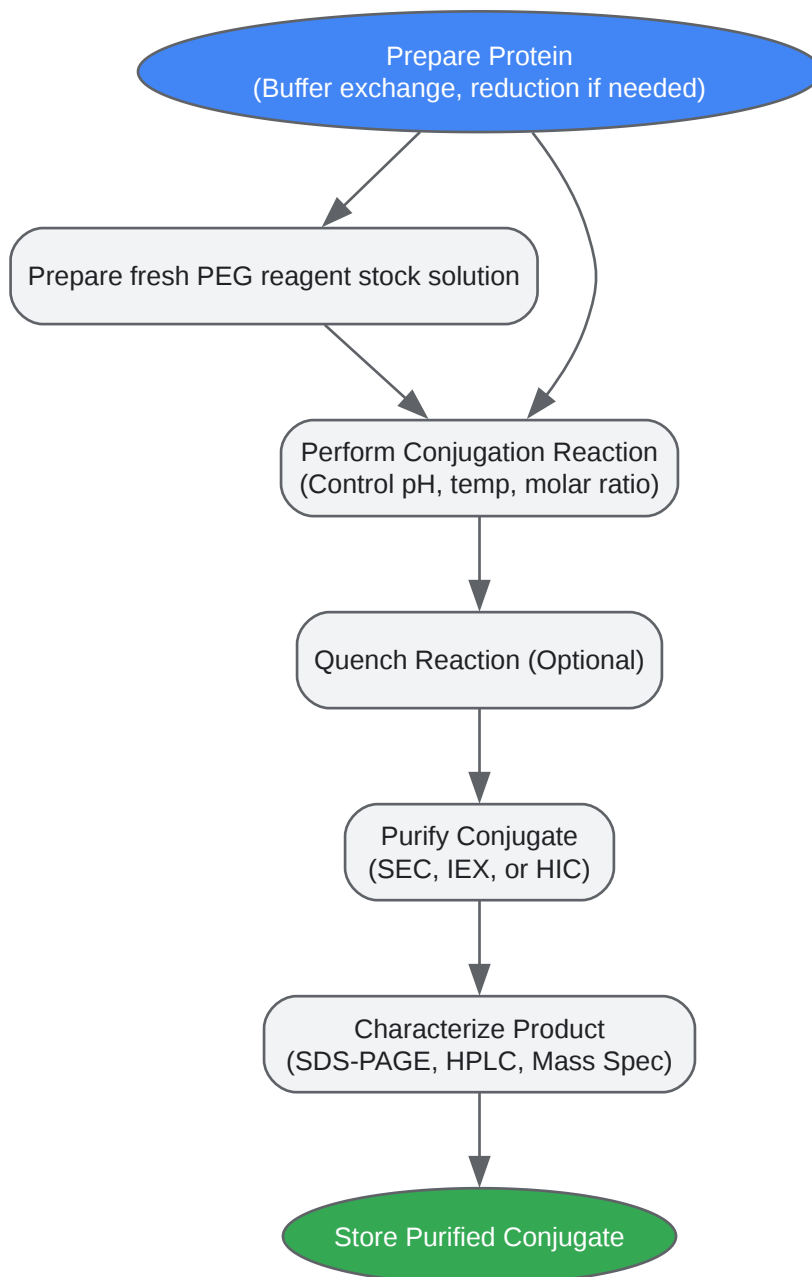 Prepare Protein
(Buffer exchange, reduction if needed)
Prepare fresh PEG reagent stock solution
Perform Conjugation Reaction
(Control pH, temp, molar ratio)
Quench Reaction (Optional)
Purify Conjugate
(SEC, IEX, or HIC)
Characterize Product
(SDS-PAGE, HPLC, Mass Spec)
Store Purified Conjugate